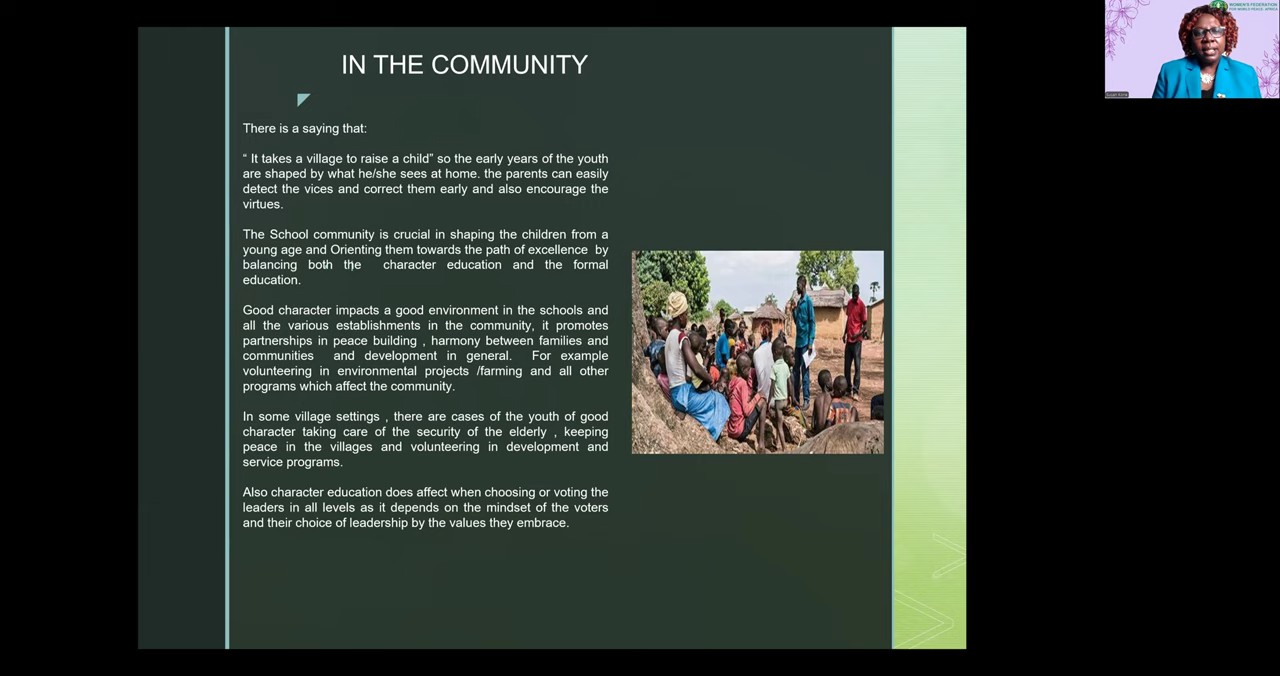 IN THE COMMUNITY
There is a saying that:
“ It takes a village to raise a child” so the early years of the youth
are shaped by what he/she sees at home. the parents can easily
detect the vices and correct them early and also encourage the
virtues.
The School community is crucial in shaping the children from a
young age and Orienting them towards the path of excellence by
balancing both the character education and the formal
education.
Good character impacts a good environment in the schools and
all the various establishments in the community, it promotes
partnerships in peace building , harmony between families and
communities and development in general. For example
volunteering in environmental projects /farming and all other
programs which affect the community.
In some village settings , there are cases of the youth of good
character taking care of the security of the elderly , keeping
peace in the villages and volunteering in development and
service programs.
Also character education does affect when choosing or voting the
leaders in all levels as it depends on the mindset of the voters
and their choice of leadership by the values they embrace.
WOMEN'S FEDERATION
FOR WORLD PEACE, AFRICA